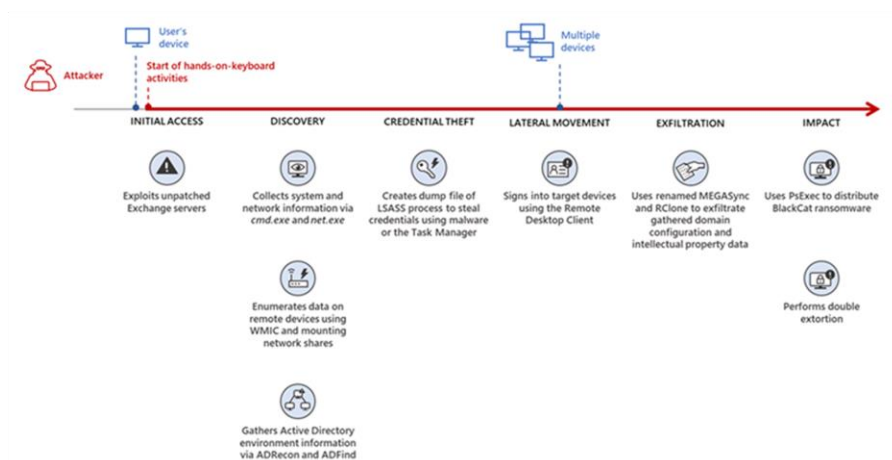 User's
device
Multiple
devices
Attacker
Start of hands-on-keyboard
activities
INITIAL ACCESS
DISCOVERY
CREDENTIAL THEFT
LATERAL MOVEMENT
EXFILTRATION
IMPACT
Exploits unpatched
Exchange servers
Collects system and
network information via
cmd.exe and net.exe
Creates dump file of
LSASS process to steal
credentials using malware
or the Task Manager
Signs into target devices
using the Remote
Desktop Client
Uses renamed MEGASync
and RClone to exfiltrate
gathered domain
configuration and
intellectual property data
Uses PsExec to distribute
BlackCat ransomware
Enumerates data on
remote devices using
WMIC and mounting
network shares
Performs double
extortion
Gathers Active Directory
environment information
via ADRecon and ADFind